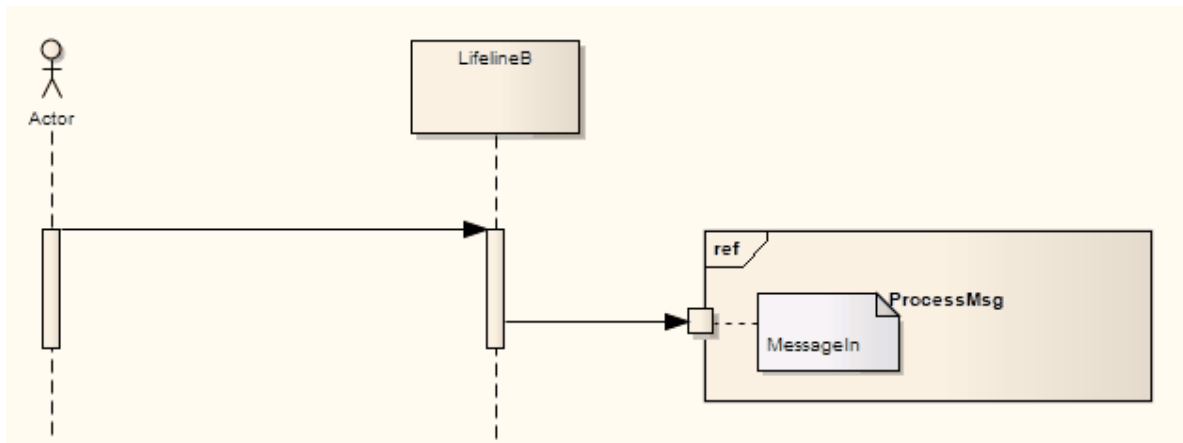 LifelineB
Actor
ref
ProcessMsg
MessageIn